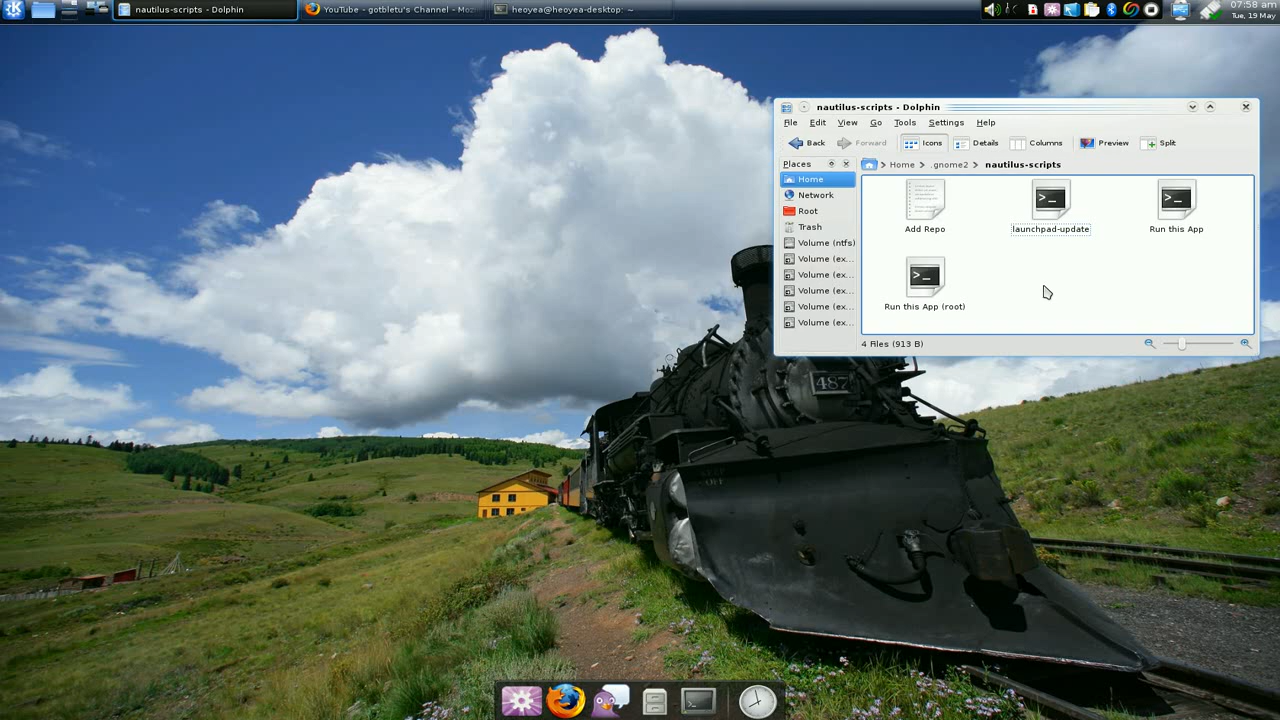 nautilus-scripts - Dolphin
YouTube - gotbletu's Channel - Moz
heoyea@heoyea-desktop: ~
07:58 am
Tue, 19 May
nautilus-scripts - Dolphin
File Edit View Go Tools Settings Help
Back Forward Icons Details Columns Preview Split
Places
Home > .gnome2 > nautilus-scripts
Home
Network
Root
Trash
Volume (ntfs)
Volume (ex...
Volume (ex...
Volume (ex...
Volume (ex...
Volume (ex...
Add Repo
launchpad-update
Run this App
Run this App (root)
4 Files (913 B)
487